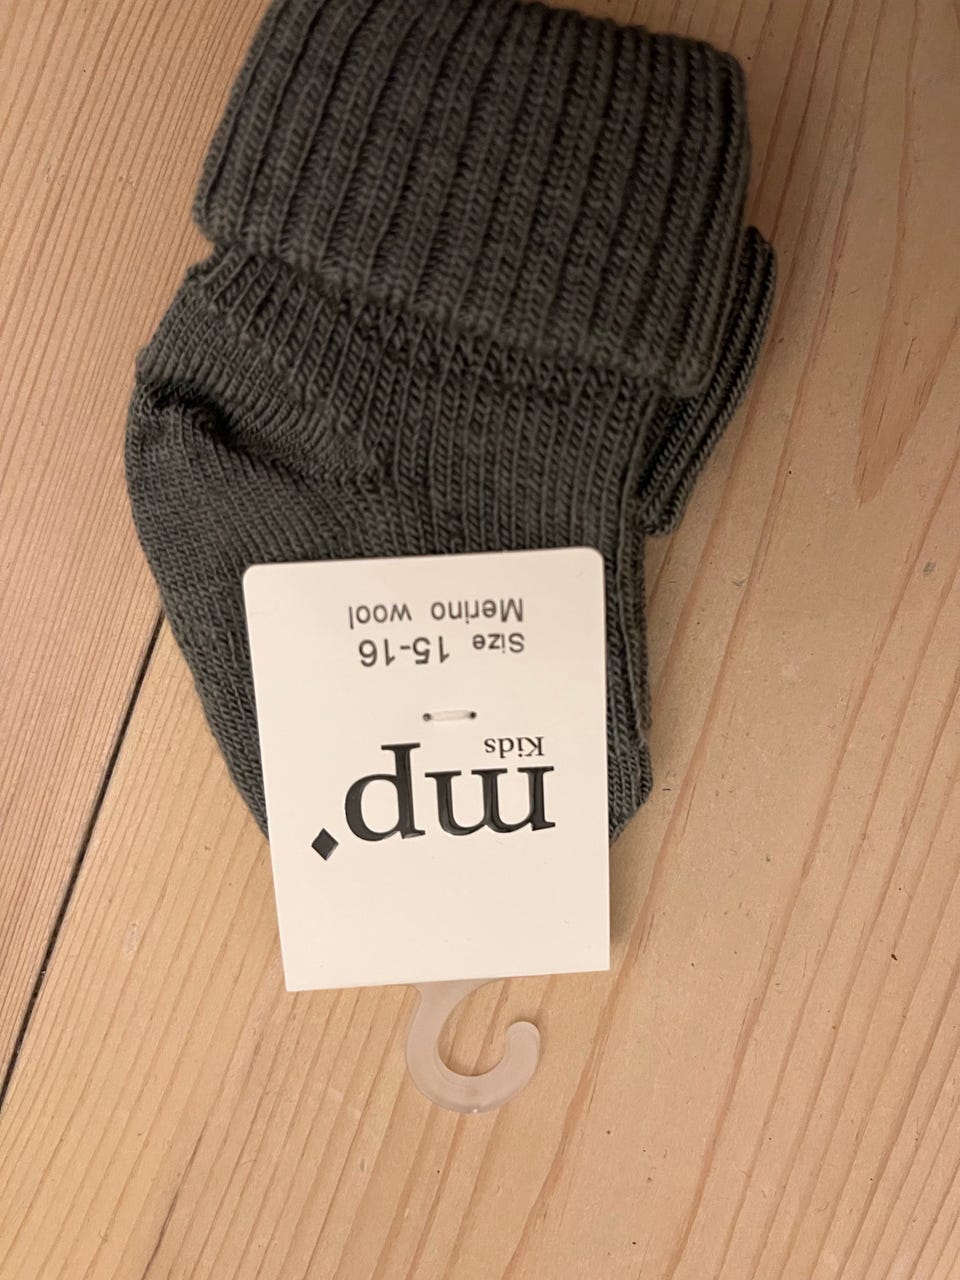 mp
Kids
Size 15-16
Merino wool